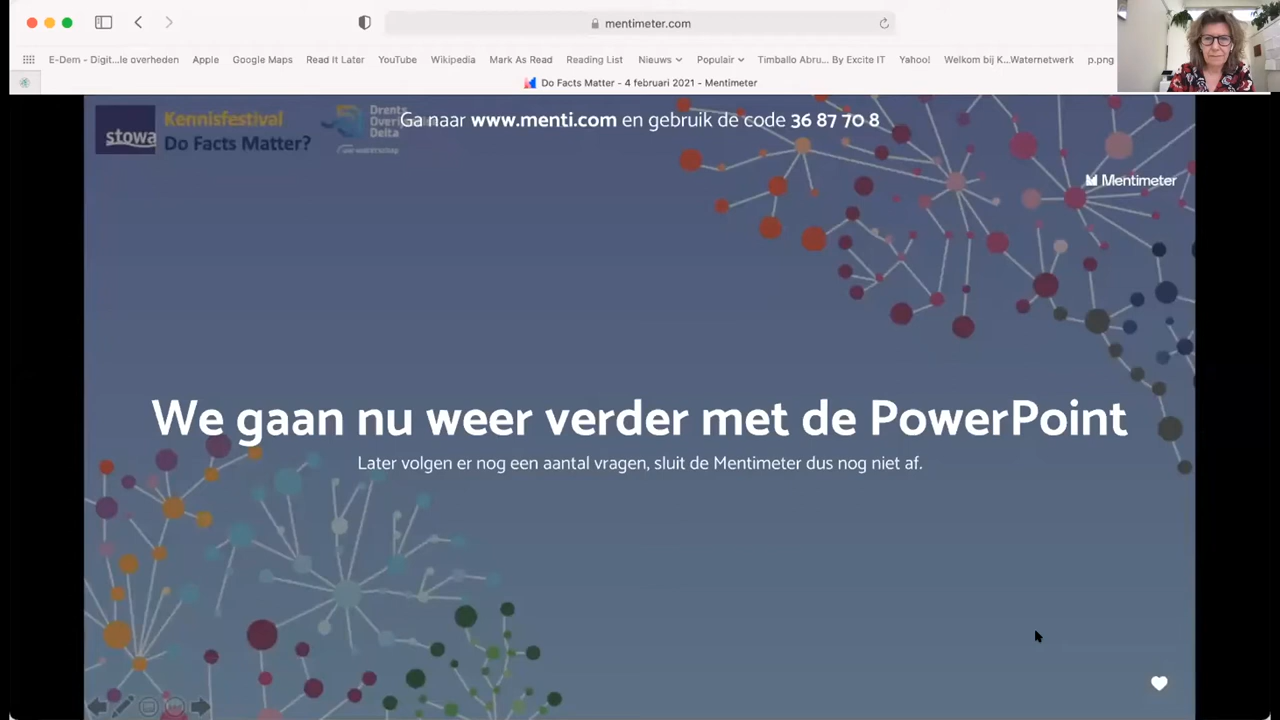 mentimeter.com
E-Dem - Digit...le overheden Apple Google Maps Read It Later YouTube Wikipedia Mark As Read Reading List Nieuws Populair Timballo Abru... By Excite IT Yahoo! Welkom bij K...Waternetwerk p.png
Do Facts Matter - 4 februari 2021 - Mentimeter
stowa
Kennisfestival
Do Facts Matter?
Drents
Overi
Delta
waterschap
Ga naar www.menti.com en gebruik de code 36 87 70 8
Mentimeter
We gaan nu weer verder met de PowerPoint
Later volgen er nog een aantal vragen, sluit de Mentimeter dus nog niet af.